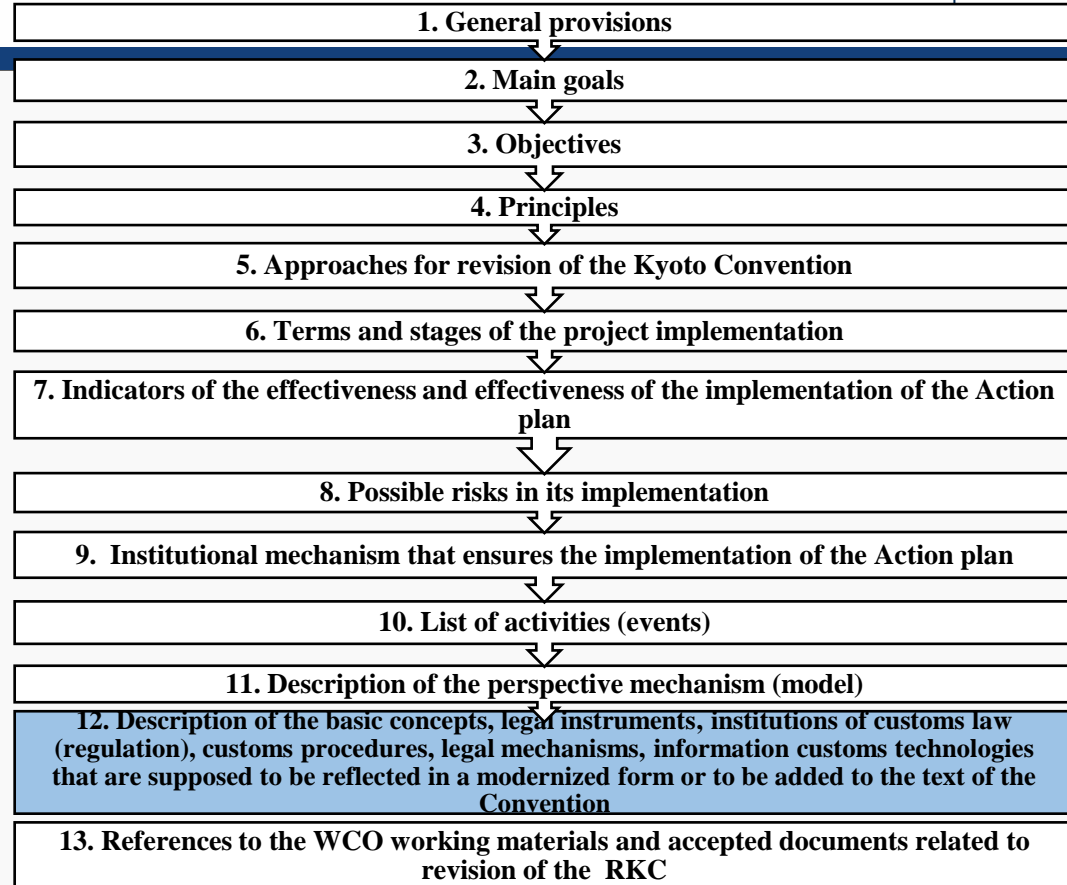 1. General provisions
2. Main goals
3. Objectives
4. Principles
5. Approaches for revision of the Kyoto Convention
6. Terms and stages of the project implementation
7. Indicators of the effectiveness and effectiveness of the implementation of the Action
plan
8. Possible risks in its implementation
9. Institutional mechanism that ensures the implementation of the Action plan
10. List of activities (events)
11. Description of the perspective mechanism (model)
12. Description of the basic concepts, legal instruments, institutions of customs law
(regulation), customs procedures, legal mechanisms, information customs technologies
that are supposed to be reflected in a modernized form or to be added to the text of the
Convention
13. References to the WCO working materials and accepted documents related to
revision of the RKC